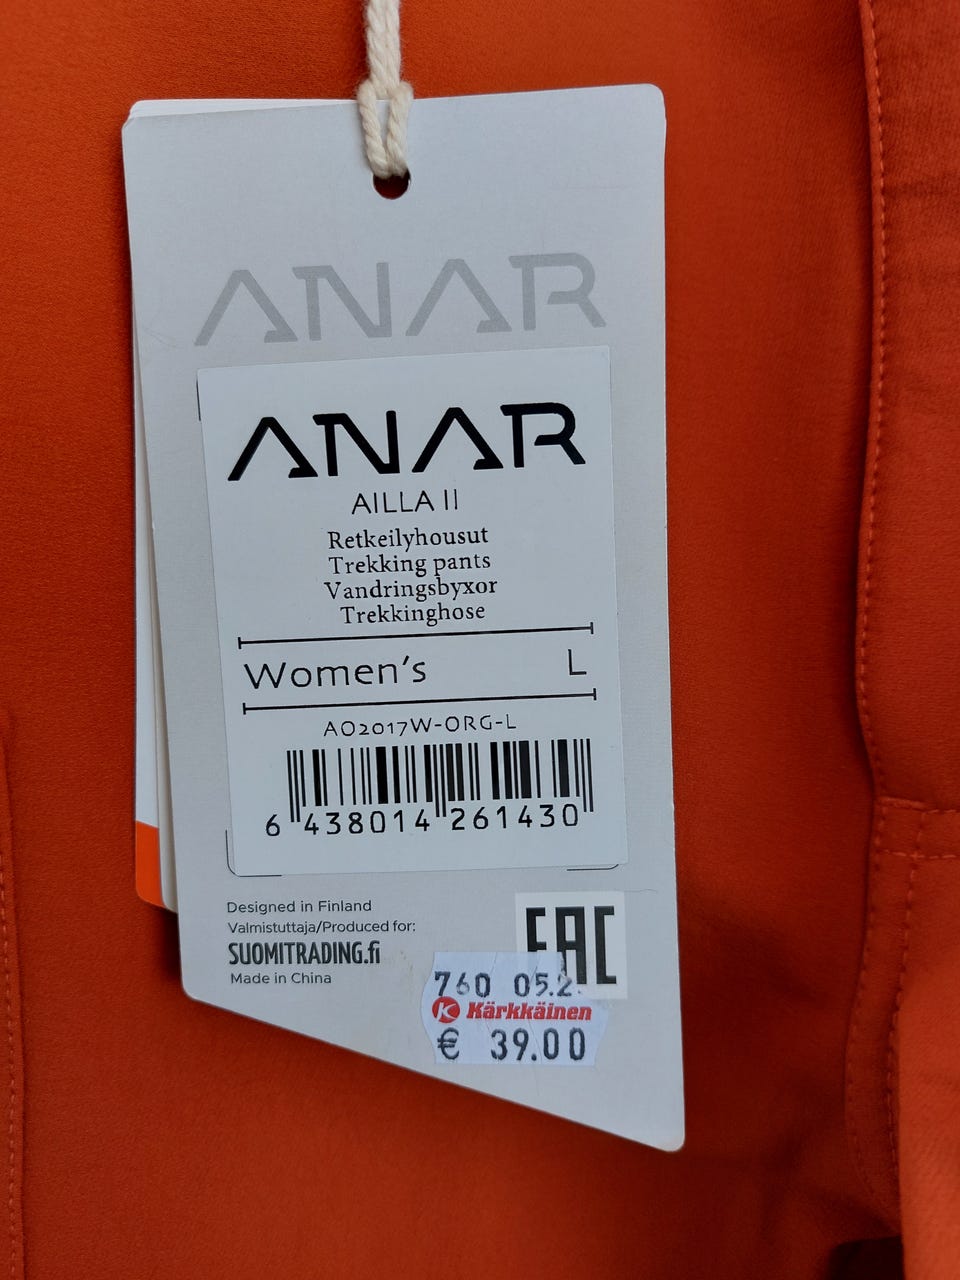 ANAR
ANAR
AILLA II
Retkeilyhousut
Trekking pants
Vandringsbyxor
Trekkinghose
Women's L
AO2017W-ORG-L
6 438014 261430
Designed in Finland
Valmistuttaja/Produced for:
SUOMITRADING.fi
Made in China
EAC
760 05.2
K Kärkkäinen
€ 39.00